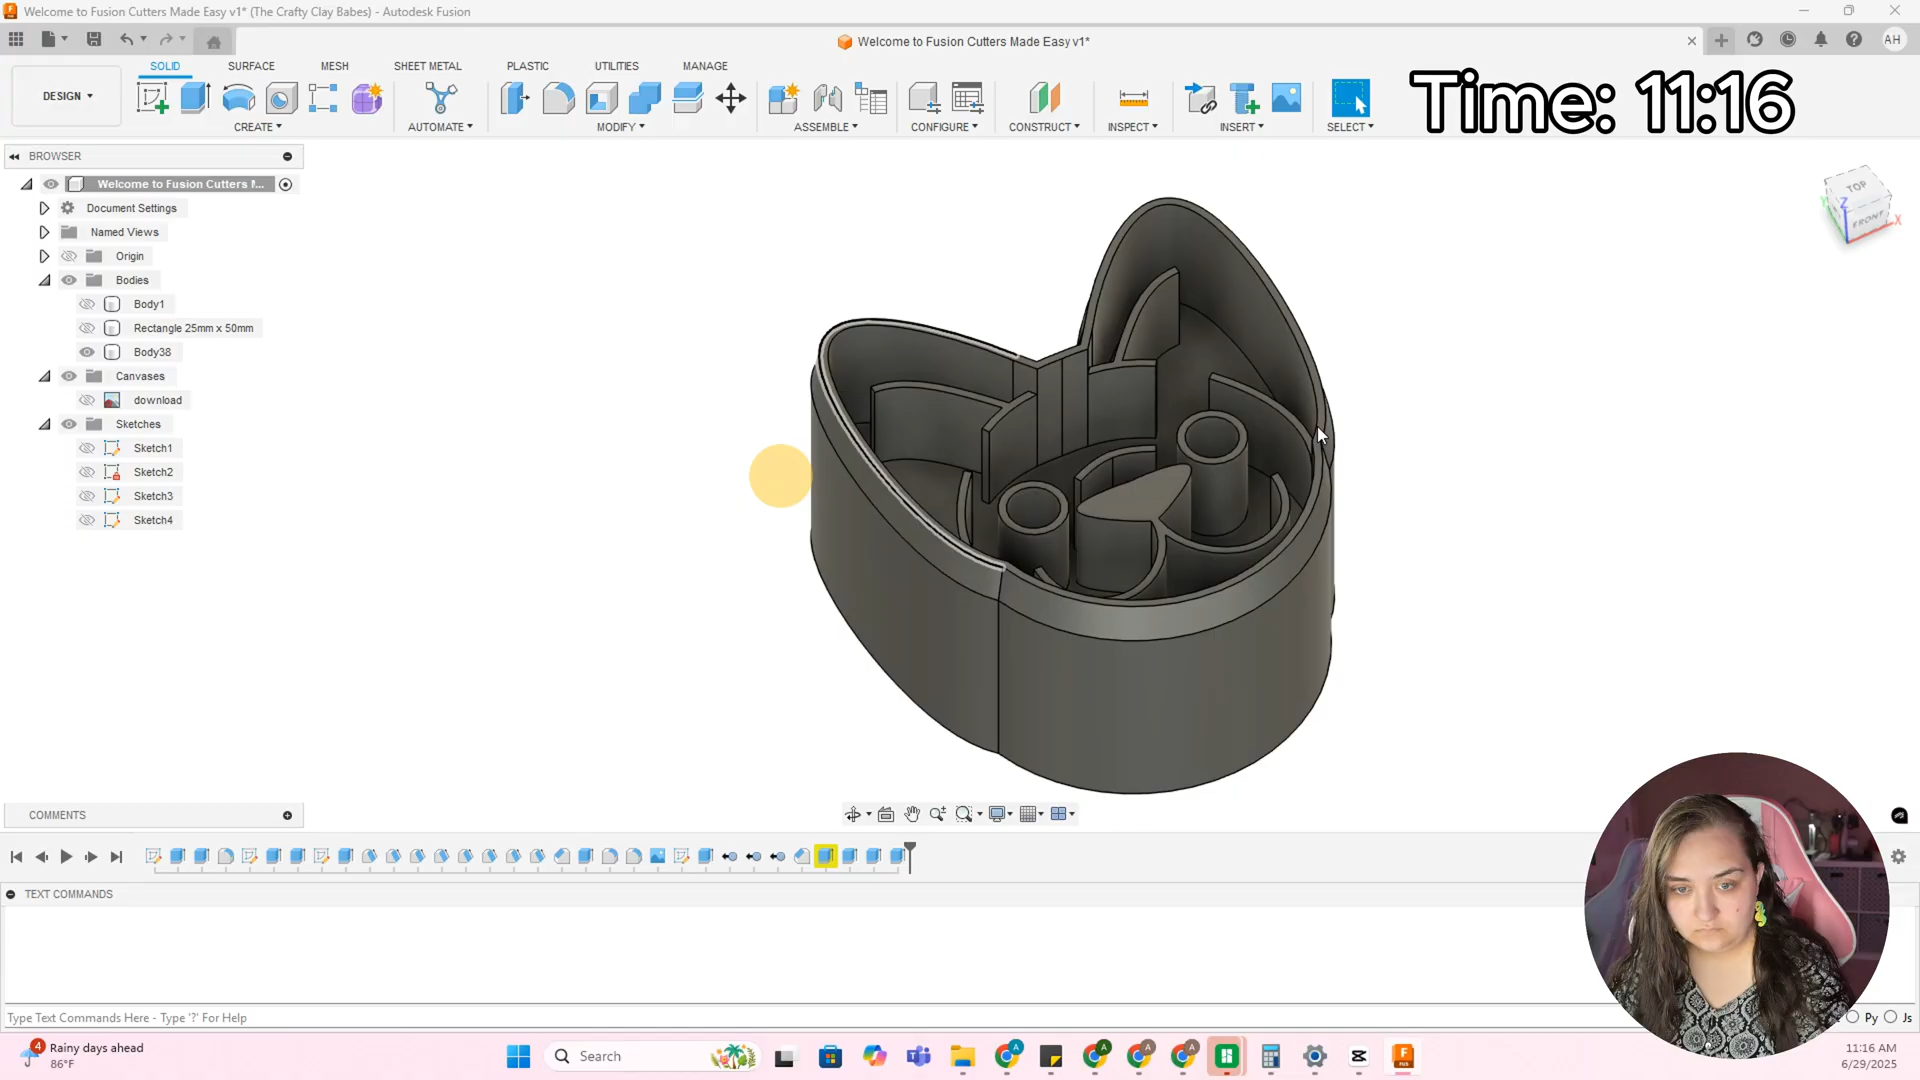 Welcome to Fusion Cutters Made Easy v1* (The Crafty Clay Babes) - Autodesk Fusion
Welcome to Fusion Cutters Made Easy v1*
AH
SOLID
SURFACE
MESH
SHEET METAL
PLASTIC
UTILITIES
MANAGE
DESIGN
CREATE
AUTOMATE
MODIFY
ASSEMBLE
CONFIGURE
CONSTRUCT
INSPECT
INSERT
SELECT
Time: 11:16
BROWSER
Welcome to Fusion Cutters !...
Document Settings
Named Views
Origin
Bodies
Body1
Rectangle 25mm x 50mm
Body38
Canvases
download
Sketches
Sketch1
Sketch2
Sketch3
Sketch4
TOP
FRONT
Z
X
Y
COMMENTS
TEXT COMMANDS
Type Text Commands Here - Type '?' For Help
Py
Js
4
Rainy days ahead
86°F
Search
11:16 AM
6/29/2025